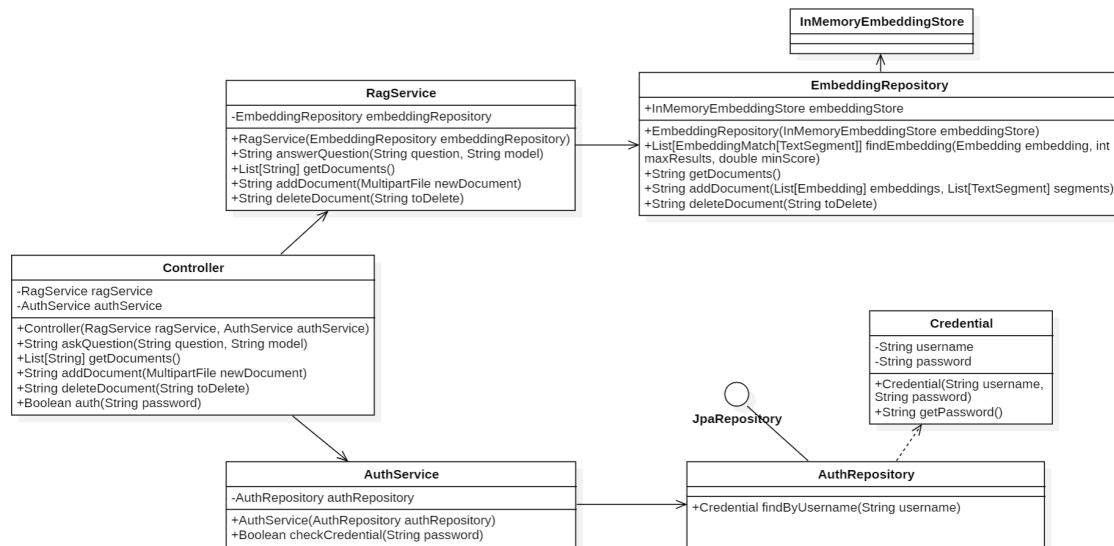 InMemoryEmbeddingStore
RagService
-EmbeddingRepository embeddingRepository
+RagService(EmbeddingRepository embeddingRepository)
+String answerQuestion(String question, String model)
+List[String] getDocuments()
+String addDocument(MultipartFile newDocument)
+String deleteDocument(String toDelete)
EmbeddingRepository
+InMemoryEmbeddingStore embeddingStore
+EmbeddingRepository(InMemoryEmbeddingStore embeddingStore)
+List[EmbeddingMatch[TextSegment]] findEmbedding(Embedding embedding, int
maxResults, double minScore)
+String getDocuments()
+String addDocument(List[Embedding] embeddings, List[TextSegment] segments)
+String deleteDocument(String toDelete)
Controller
-RagService ragService
-AuthService authService
+Controller(RagService ragService, AuthService authService)
+String askQuestion(String question, String model)
+List[String] getDocuments()
+String addDocument(MultipartFile newDocument)
+String deleteDocument(String toDelete)
+Boolean auth(String password)
Credential
-String username
-String password
+Credential(String username,
String password)
+String getPassword()
JpaRepository
AuthService
-AuthRepository authRepository
+AuthService(AuthRepository authRepository)
+Boolean checkCredential(String password)
AuthRepository
+Credential findByUsername(String username)